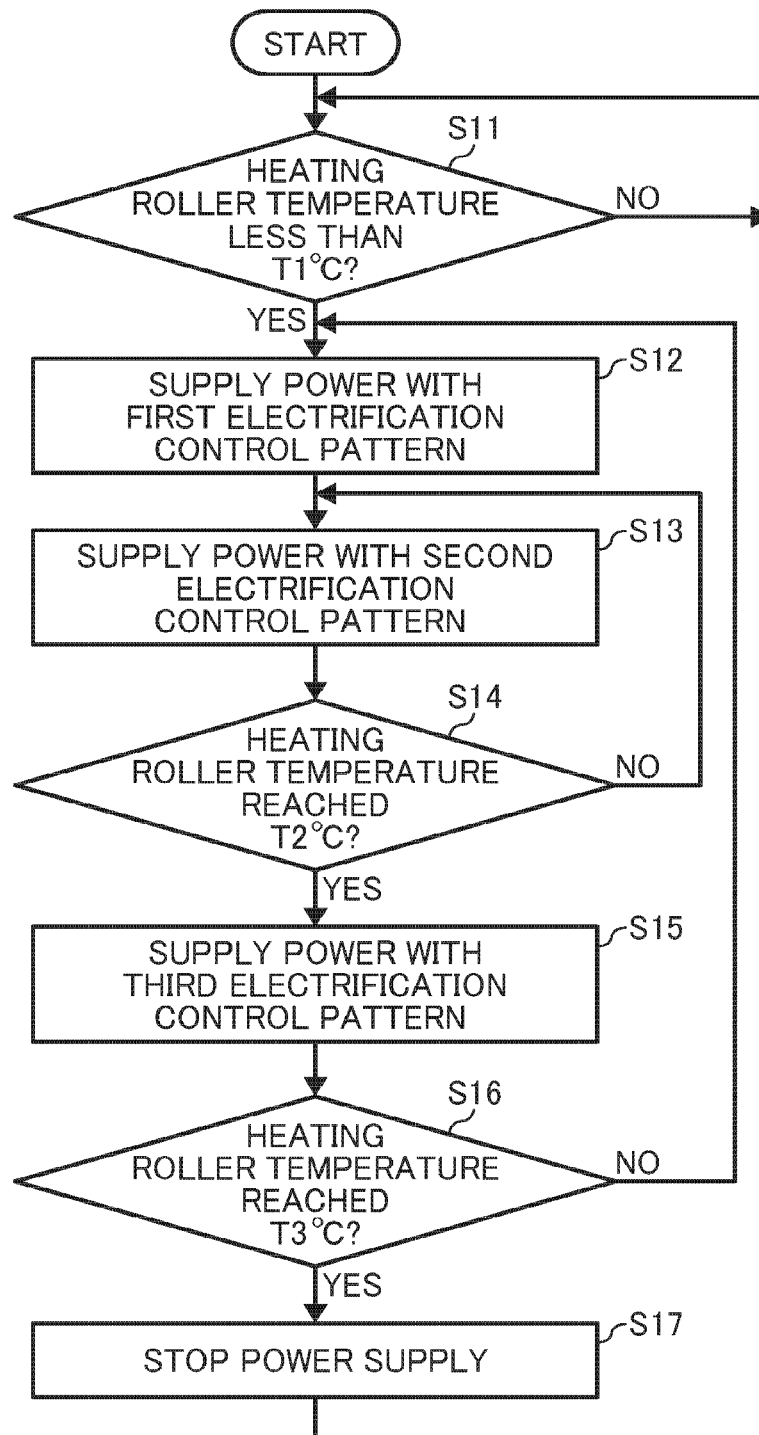 START
S11
HEATING
ROLLER TEMPERATURE
LESS THAN
T1°C?
NO
YES
S12
SUPPLY POWER WITH
FIRST ELECTRIFICATION
CONTROL PATTERN
S13
SUPPLY POWER WITH SECOND
ELECTRIFICATION
CONTROL PATTERN
S14
HEATING
ROLLER TEMPERATURE
REACHED
T2°C?
NO
YES
S15
SUPPLY POWER WITH
THIRD ELECTRIFICATION
CONTROL PATTERN
S16
HEATING
ROLLER TEMPERATURE
REACHED
T3°C?
NO
YES
S17
STOP POWER SUPPLY